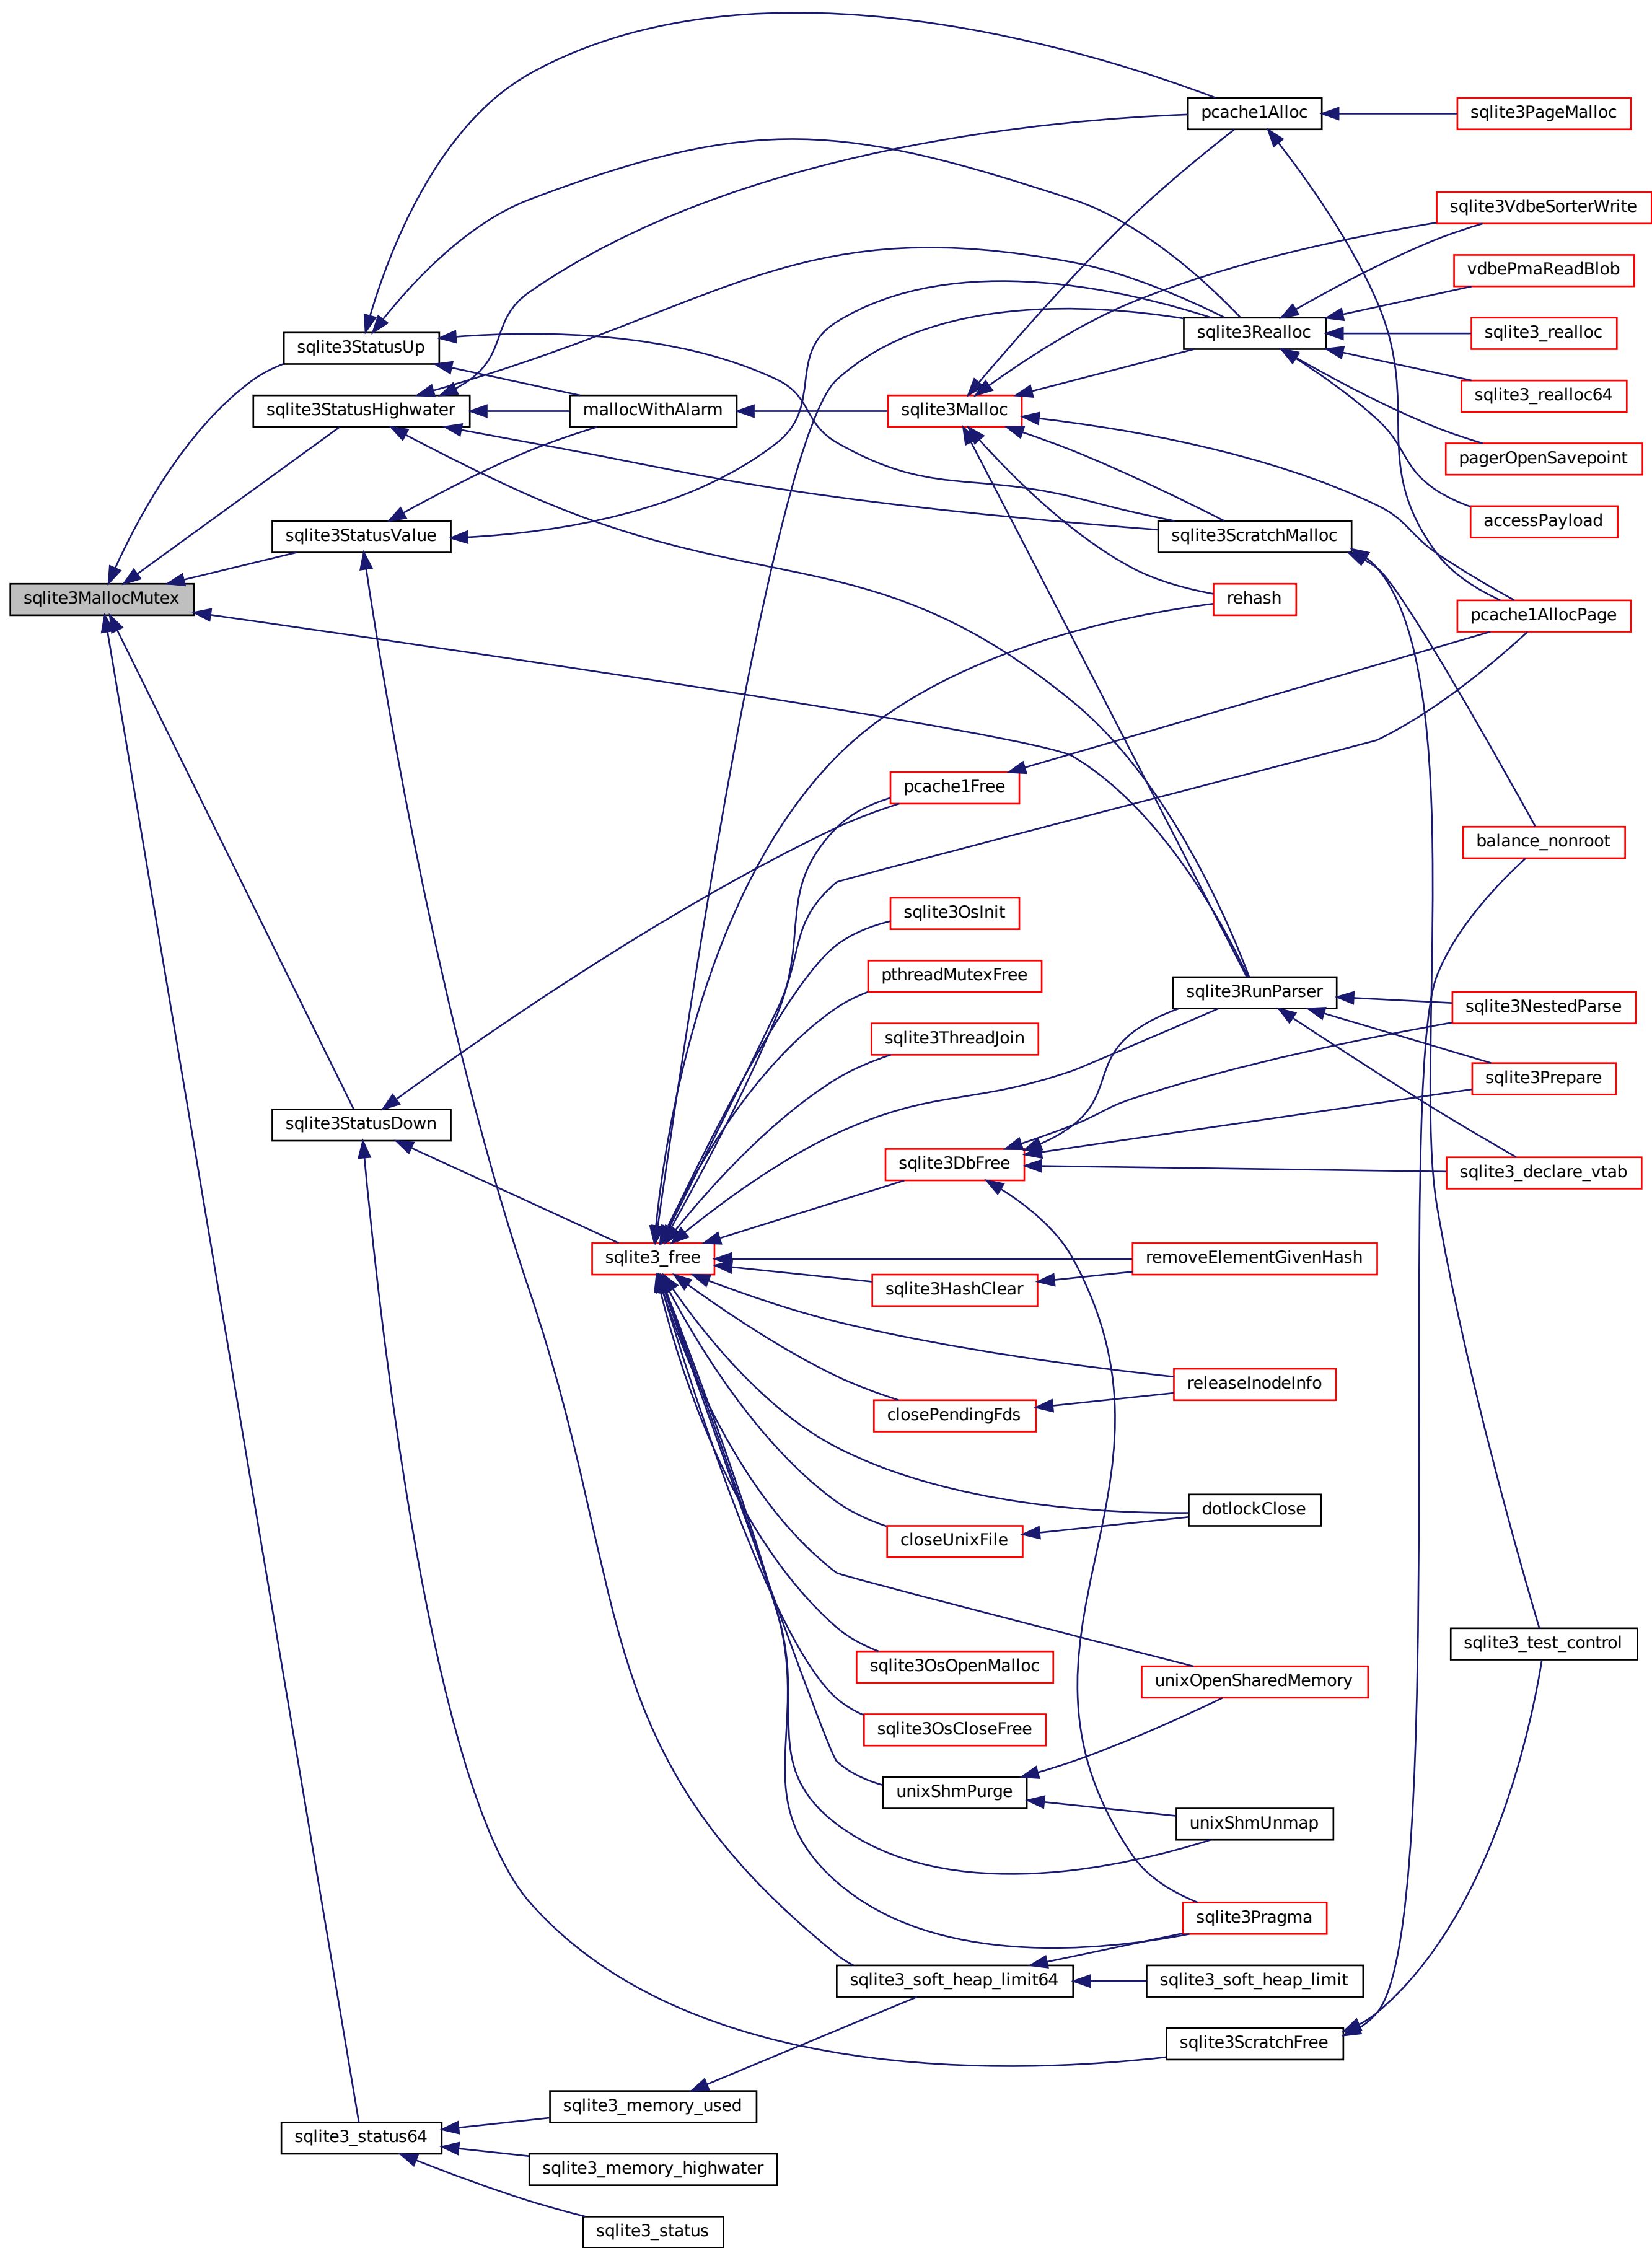 pcache1Alloc
sqlite3PageMalloc
sqlite3VdbeSorterWrite
vdbePmaReadBlob
sqlite3Realloc
sqlite3_realloc
sqlite3StatusUp
sqlite3_realloc64
sqlite3StatusHighwater
mallocWithAlarm
sqlite3Malloc
pagerOpenSavepoint
accessPayload
sqlite3StatusValue
sqlite3ScratchMalloc
sqlite3MallocMutex
rehash
pcache1AllocPage
pcache1Free
balance_nonroot
sqlite3OsInit
pthreadMutexFree
sqlite3RunParser
sqlite3NestedParse
sqlite3ThreadJoin
sqlite3Prepare
sqlite3StatusDown
sqlite3DbFree
sqlite3_declare_vtab
sqlite3_free
removeElementGivenHash
sqlite3HashClear
releaseInodeInfo
closePendingFds
dotlockClose
closeUnixFile
sqlite3_test_control
sqlite3OsOpenMalloc
unixOpenSharedMemory
sqlite3OsCloseFree
unixShmPurge
unixShmUnmap
sqlite3Pragma
sqlite3_soft_heap_limit64
sqlite3_soft_heap_limit
sqlite3ScratchFree
sqlite3_memory_used
sqlite3_status64
sqlite3_memory_highwater
sqlite3_status